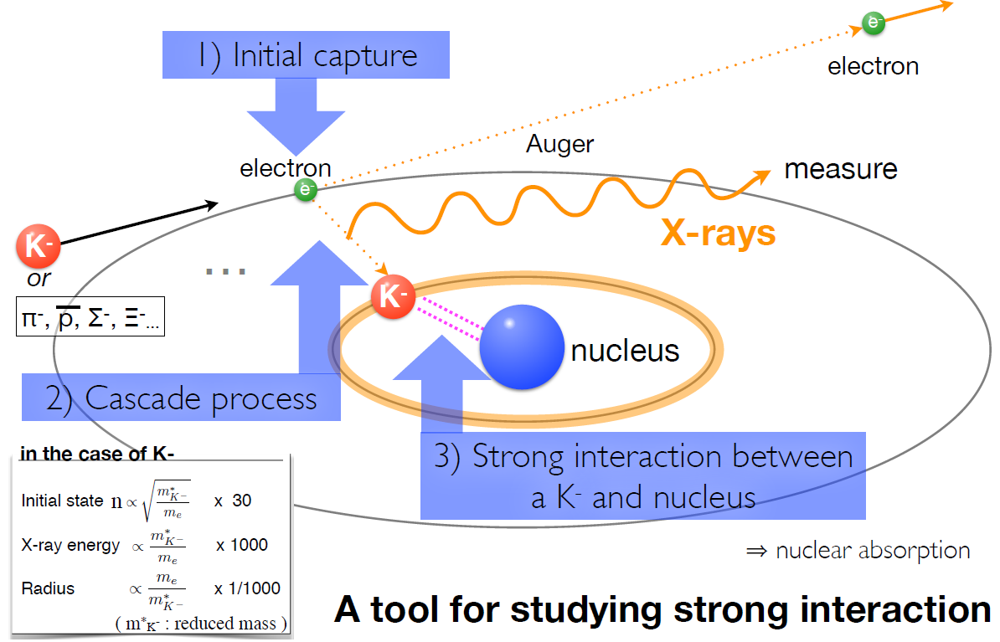 1) Initial capture
e⁻
electron
Auger
electron
e⁻
measure
X-rays
K⁻
or
π⁻, p̅, Σ⁻, Ξ⁻...
...
K⁻
nucleus
2) Cascade process
3) Strong interaction between
a K⁻ and nucleus
in the case of K-
Initial state n ∝ √(m*K⁻/mₑ) x 30
X-ray energy ∝ m*K⁻/mₑ x 1000
Radius ∝ mₑ/m*K⁻ x 1/1000
( m*K⁻ : reduced mass )
⇒ nuclear absorption
A tool for studying strong interaction